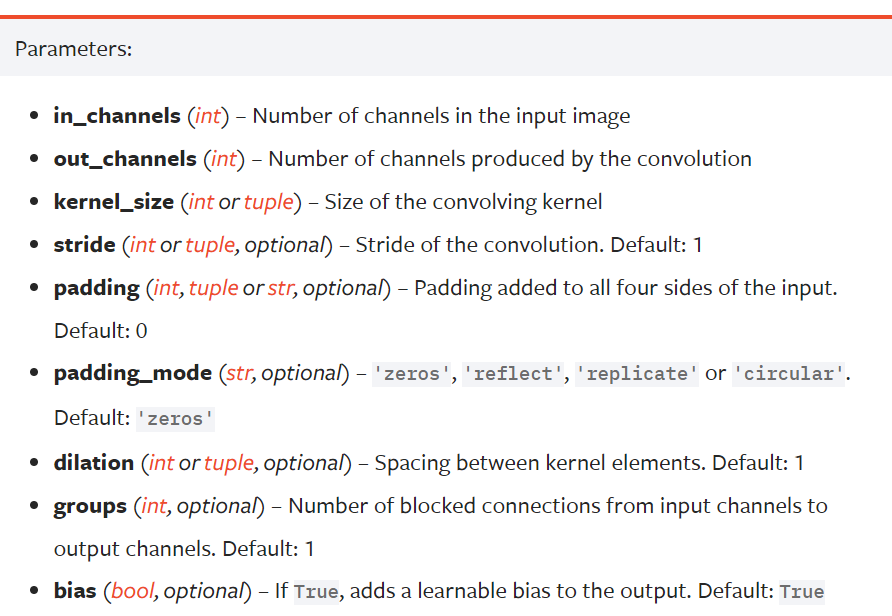 Parameters:
• in_channels (int) – Number of channels in the input image
• out_channels (int) – Number of channels produced by the convolution
• kernel_size (int or tuple) – Size of the convolving kernel
• stride (int or tuple, optional) – Stride of the convolution. Default: 1
• padding (int, tuple or str, optional) – Padding added to all four sides of the input.
Default: 0
• padding_mode (str, optional) – 'zeros', 'reflect', 'replicate' or 'circular'.
Default: 'zeros'
• dilation (int or tuple, optional) – Spacing between kernel elements. Default: 1
• groups (int, optional) – Number of blocked connections from input channels to
output channels. Default: 1
• bias (bool, optional) – If True, adds a learnable bias to the output. Default: True